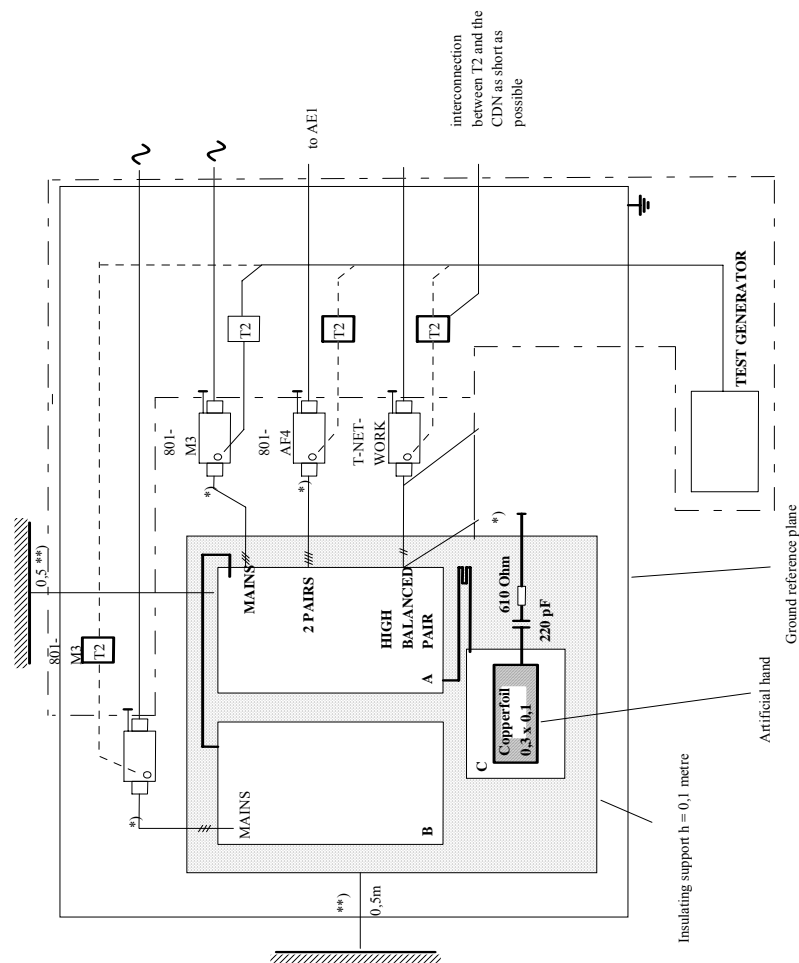 interconnection
between T2 and the
CDN as short as
possible
to AE1
T2
T2
T2
TEST GENERATOR
801-
M3
801-
AF4
T-NET-
WORK
*)
*)
*)
0,5 **)
801-
M3
T2
MAINS
2 PAIRS
HIGH
BALANCED
PAIR
A
610 Ohm
220 pF
Copperfoil
0,3 x 0,1
C
*)
MAINS
B
**)
0,5m
Ground reference plane
Artificial hand
Insulating support h = 0,1 metre